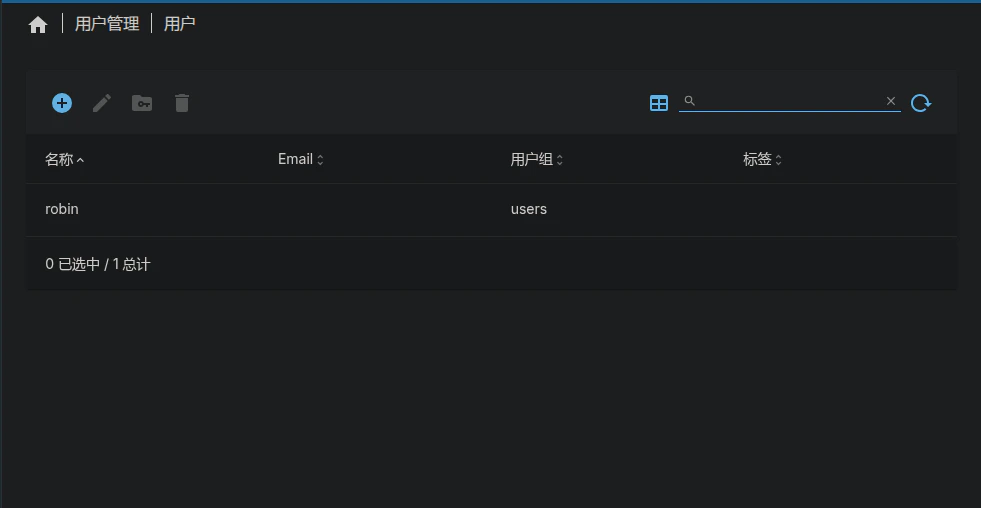 用户管理 用户
名称 Email 用户组 标签
robin users
0 已选中 / 1 总计